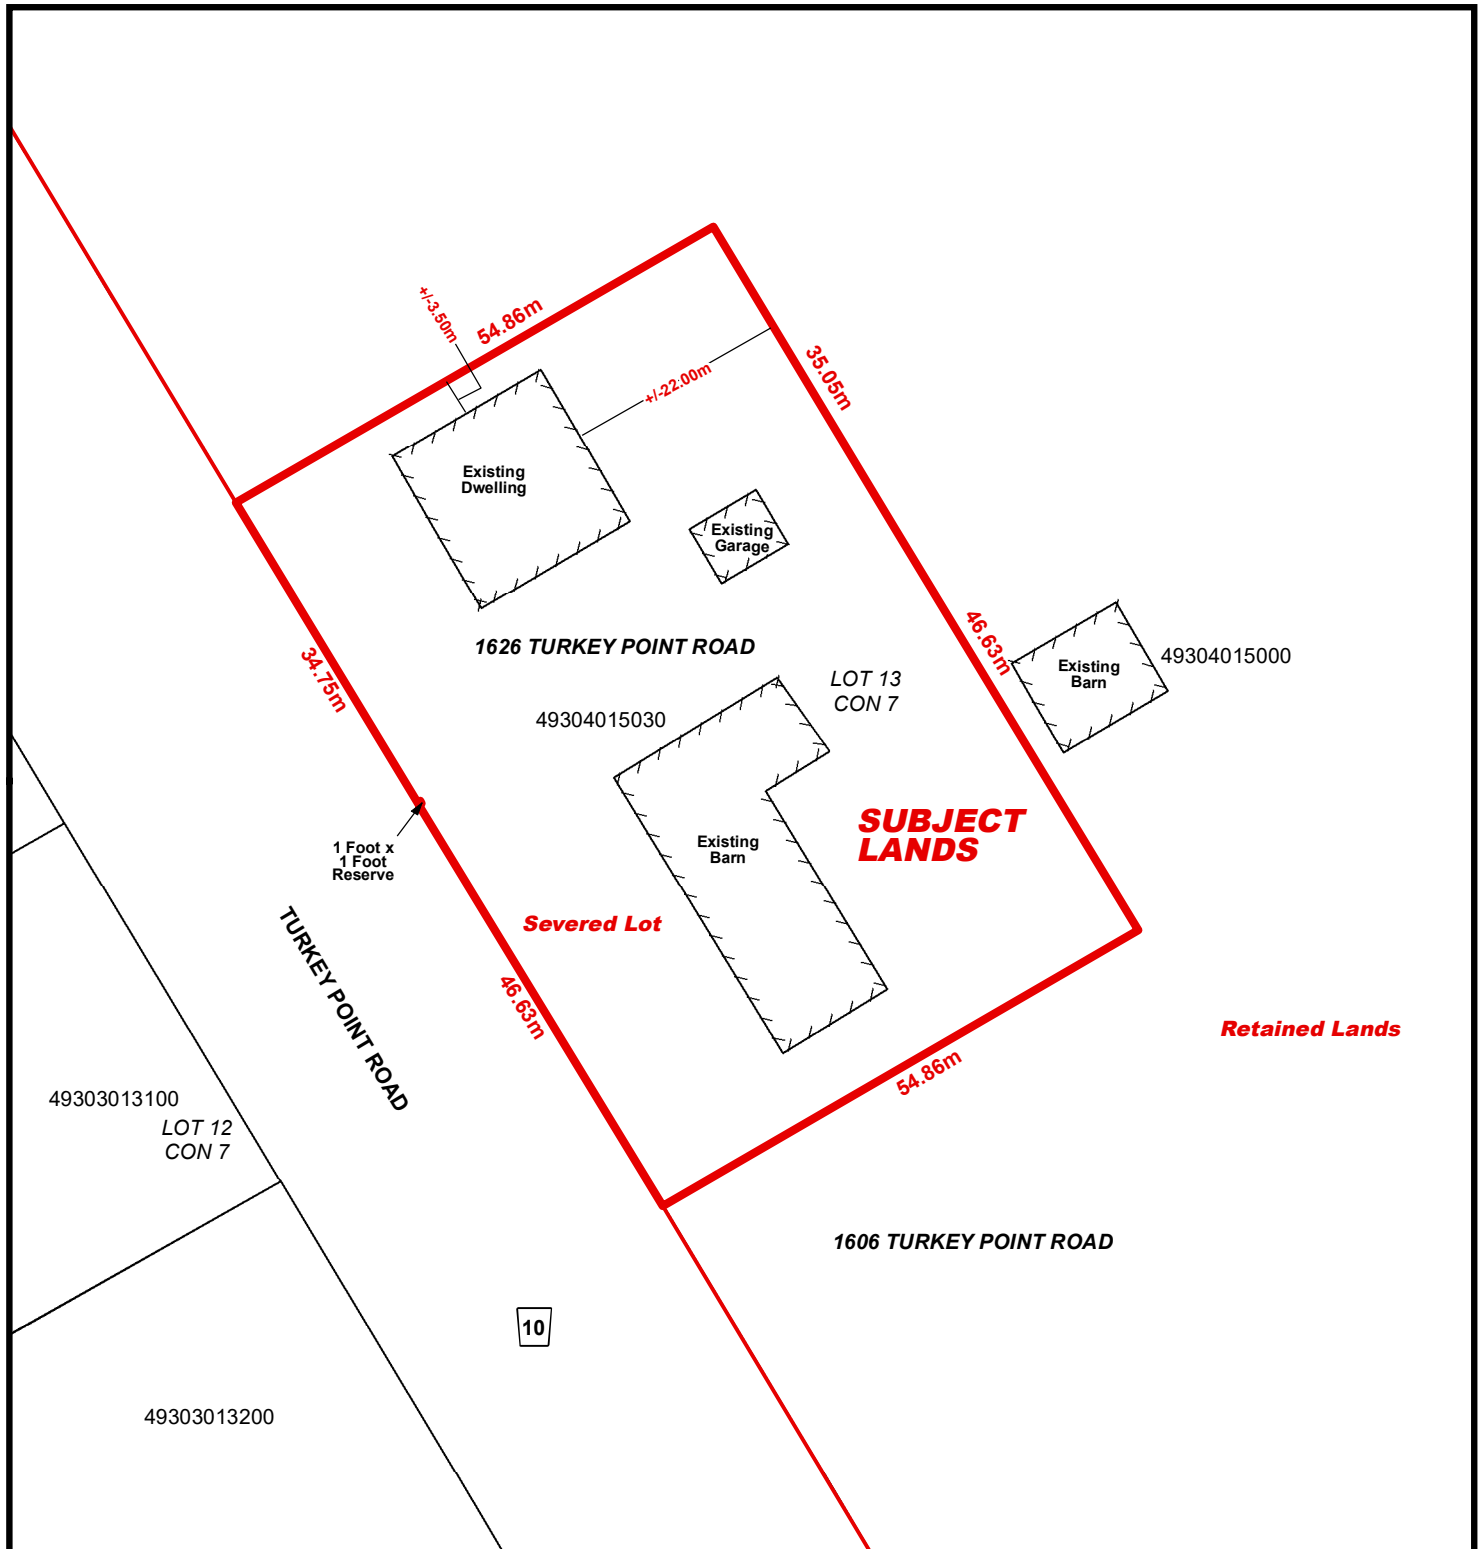 +/-3.50m
54.86m
35.05m
+/-22.00m
Existing
Dwelling
Existing
Garage
46.63m
1626 TURKEY POINT ROAD
Existing
Barn
49304015000
34.75m
LOT 13
CON 7
49304015030
SUBJECT
LANDS
Existing
Barn
1 Foot x
1 Foot
Reserve
Severed Lot
TURKEY POINT ROAD
46.63m
Retained Lands
54.86m
49303013100
LOT 12
CON 7
1606 TURKEY POINT ROAD
10
49303013200